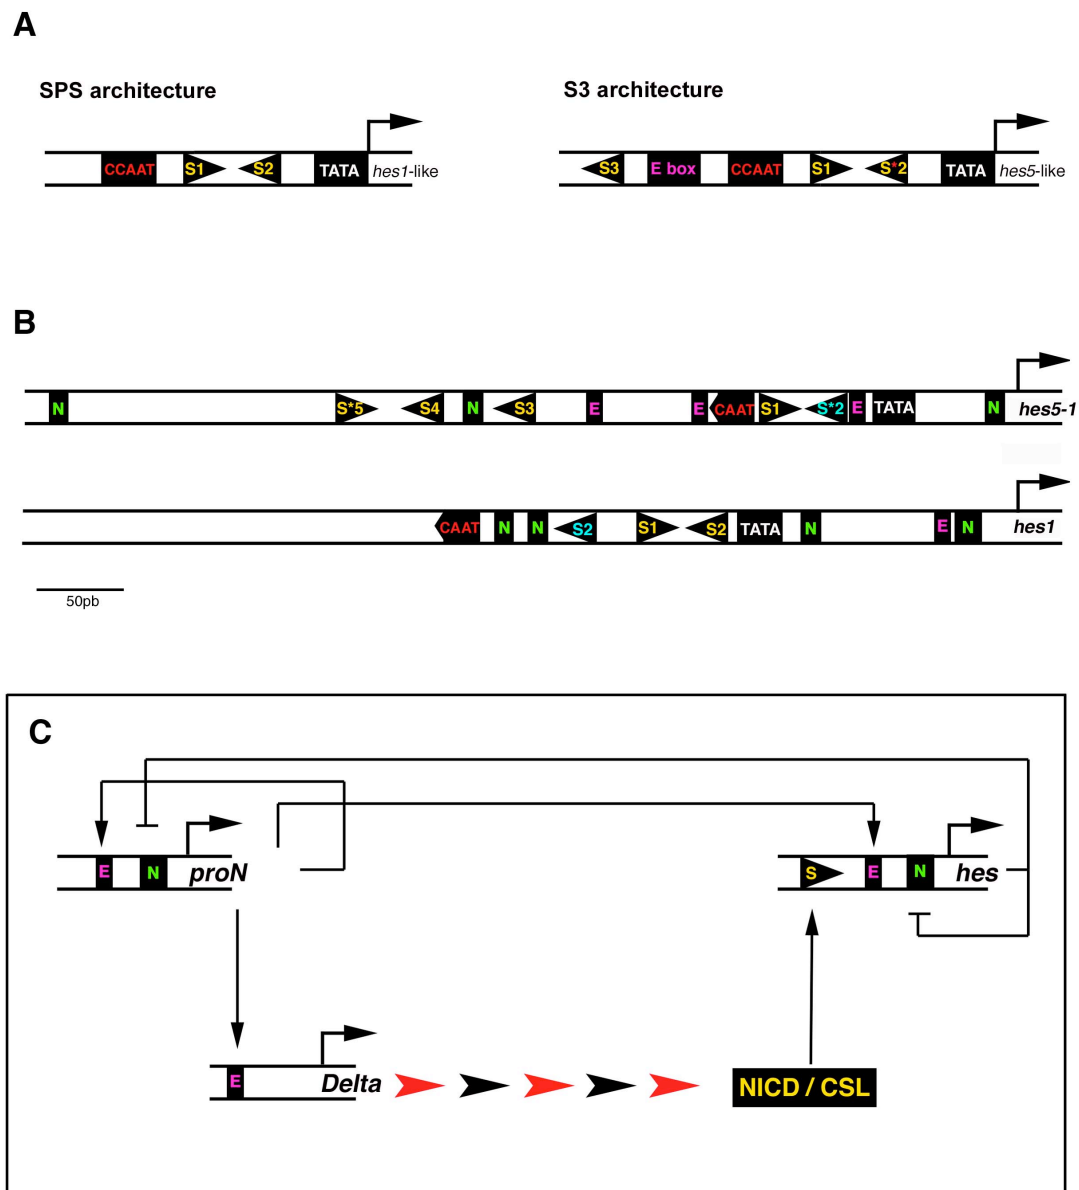 A
SPS architecture
S3 architecture
CCAAT S1 S2 TATA hes1-like
S3 E box CCAAT S1 S*2 TATA hes5-like
B
N S*5 S4 N S3 E E CAAT S1 S*2 E TATA N hes5-1
CAAT N N S2 S1 S2 TATA N E N hes1
50pb
C
E N proN
S E N hes
E Delta
NICD / CSL